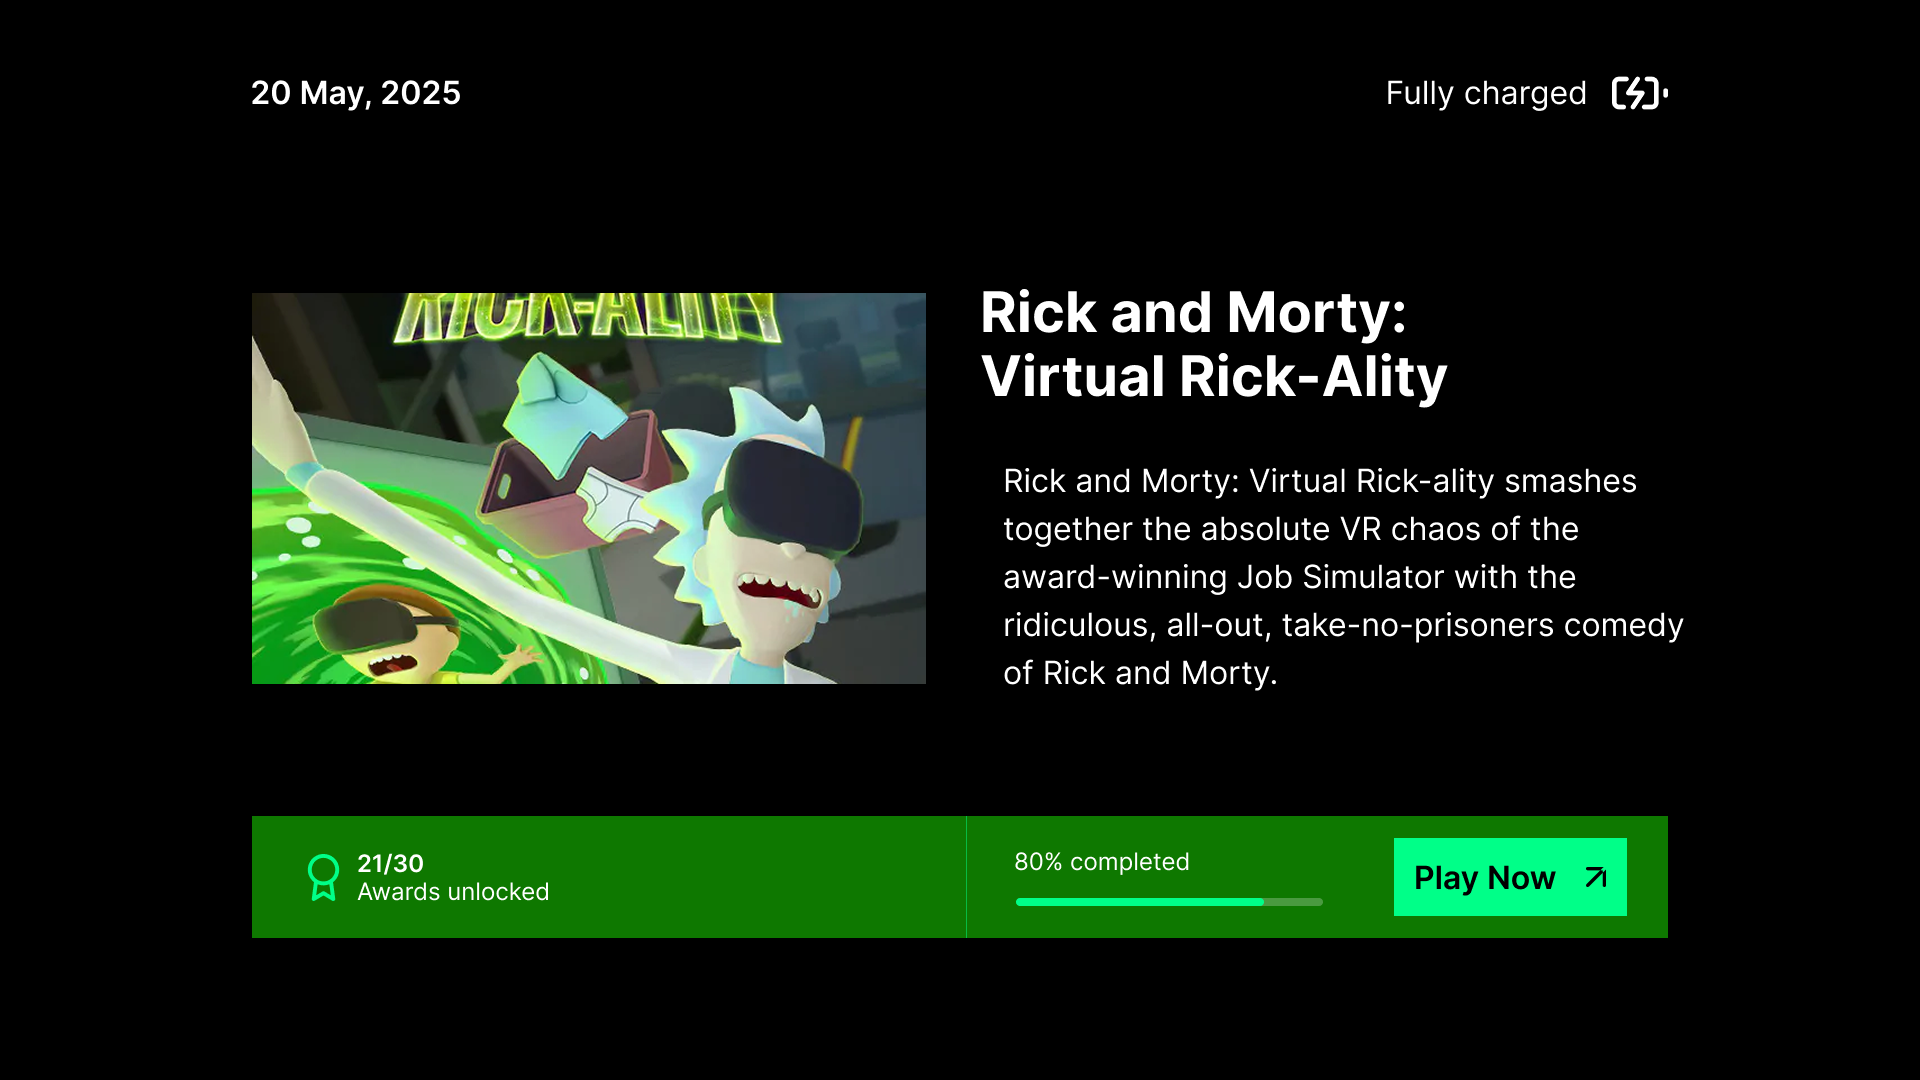 20 May, 2025
Fully charged
RICK-ALITY
Rick and Morty:
Virtual Rick-Ality
Rick and Morty: Virtual Rick-ality smashes
together the absolute VR chaos of the
award-winning Job Simulator with the
ridiculous, all-out, take-no-prisoners comedy
of Rick and Morty.
21/30
Awards unlocked
80% completed
Play Now